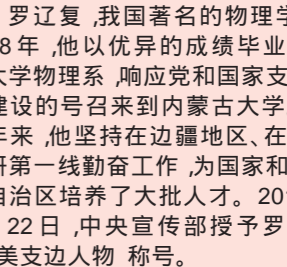 罗辽复 ,我国著名的物理学
8 年 ,他以优异的成绩毕业
大学物理系 ,响应党和国家支
建设的号召来到内蒙古大学
年来 ,他坚持在边疆地区、在
研第一线勤奋工作 ,为国家和
自治区培养了大批人才。 20
22 日 ,中央宣传部授予罗
美支边人物 称号。